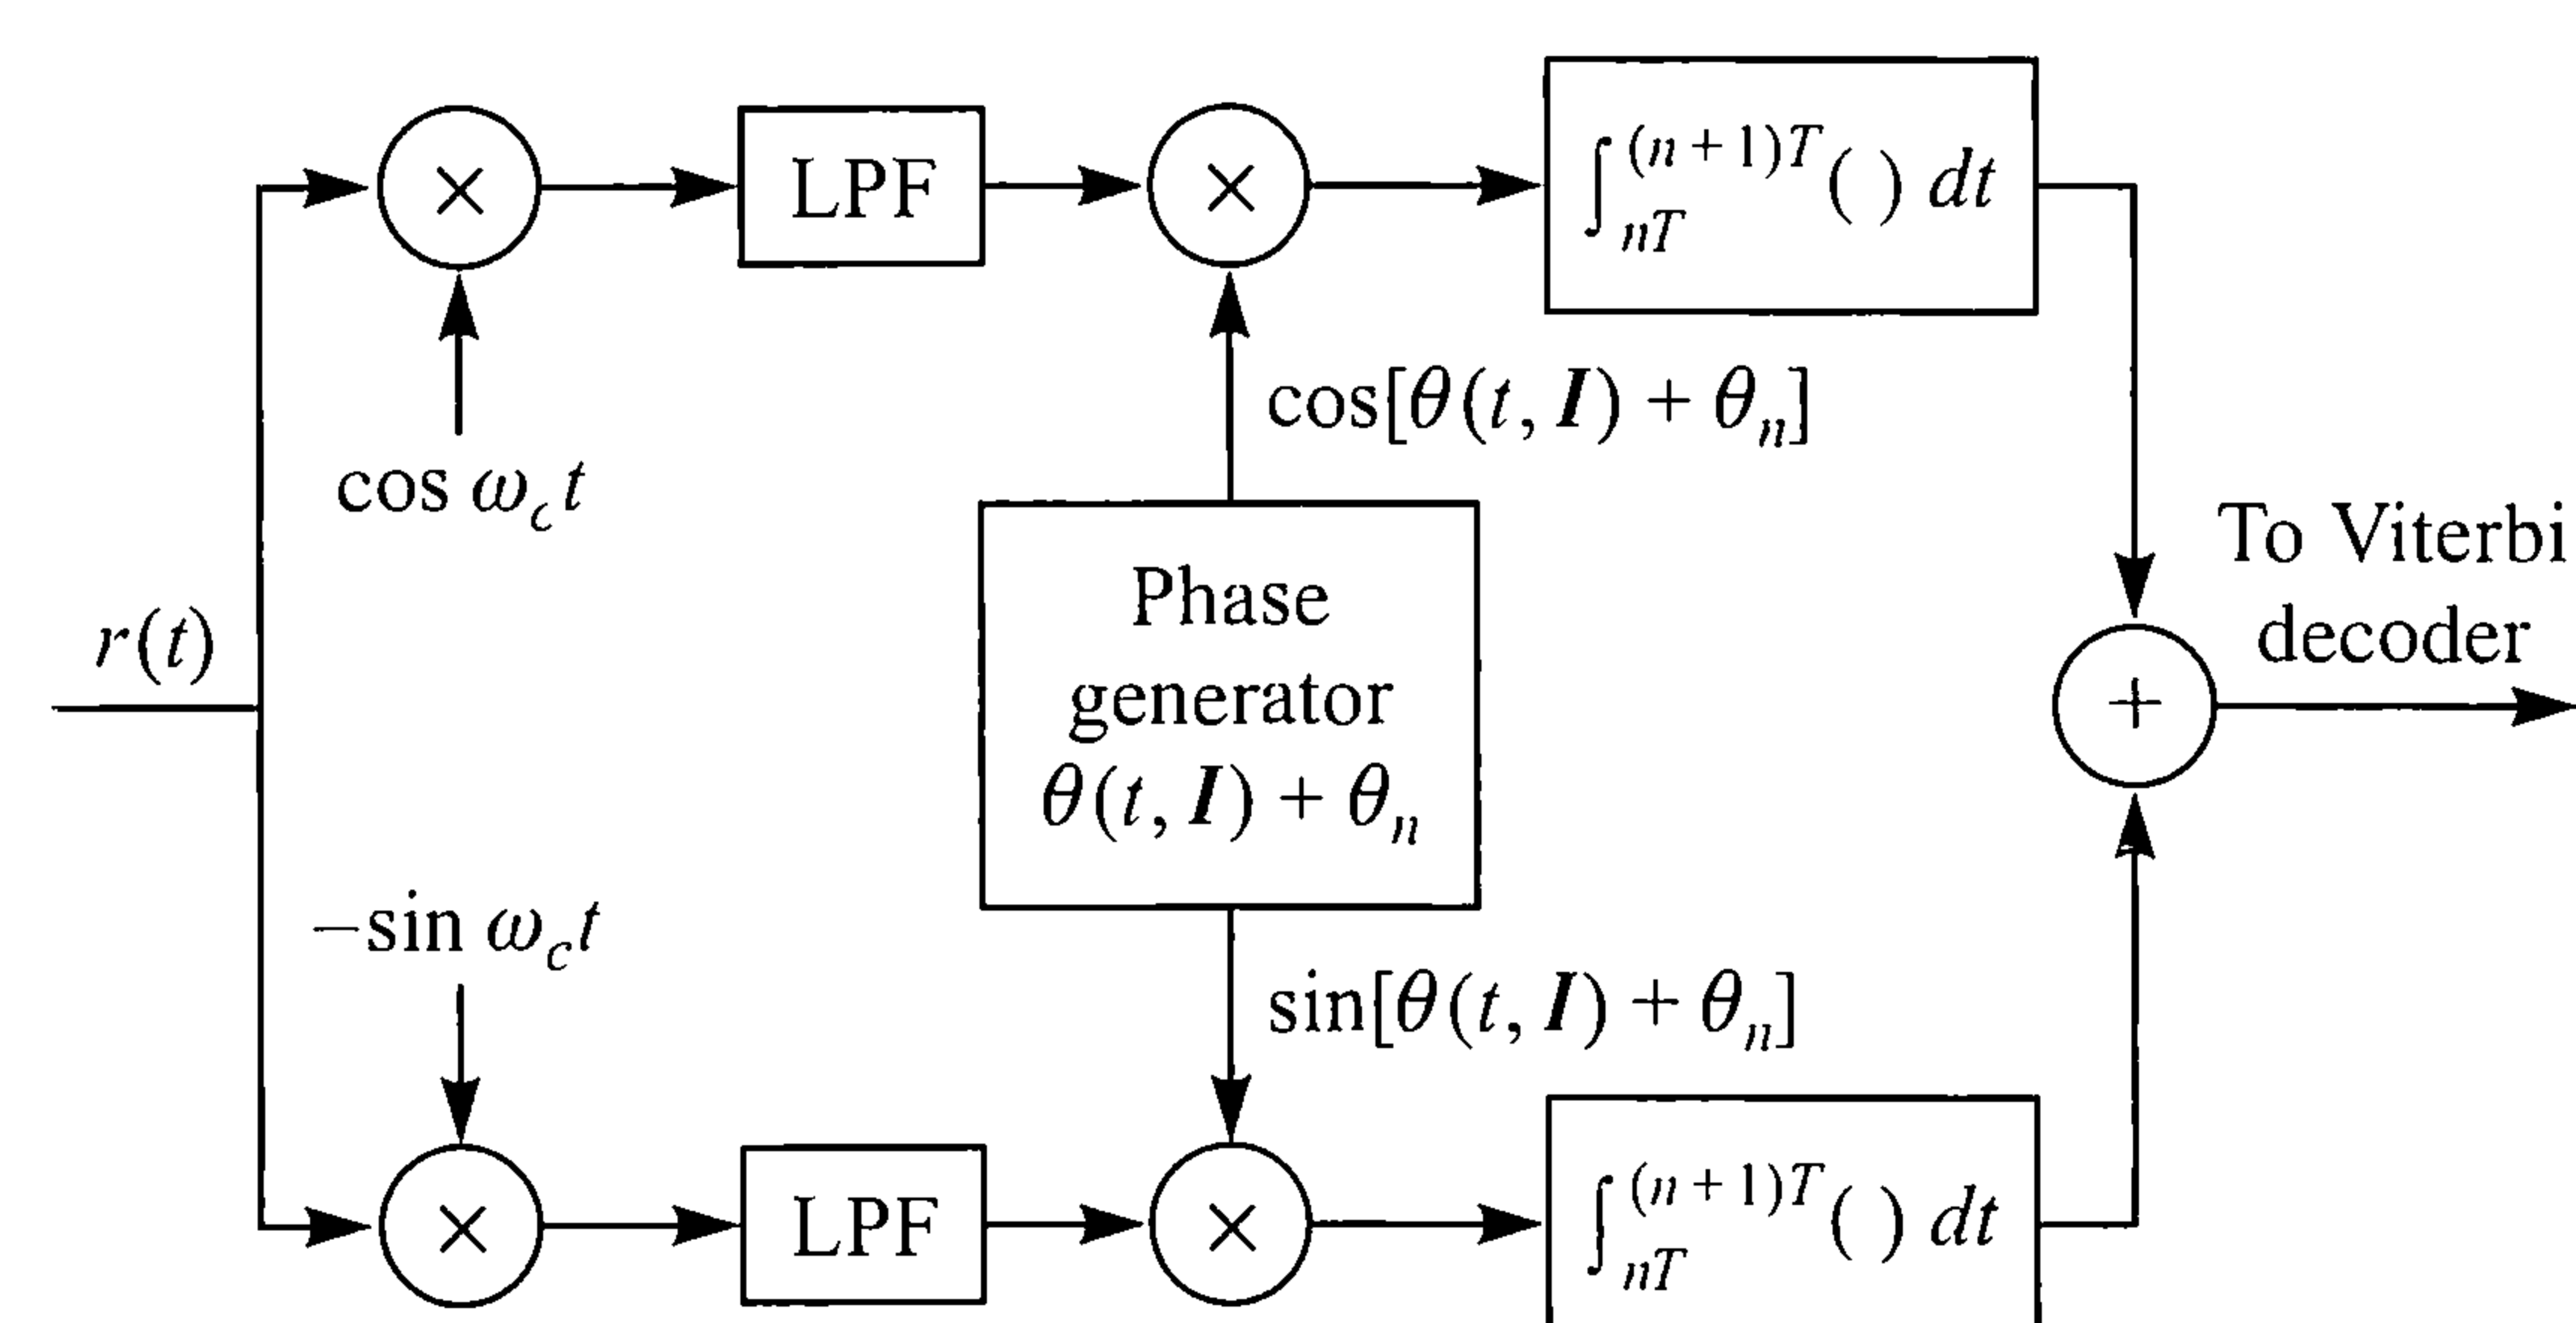 ×
LPF
×
∫_{nT}^{(n + 1)T} ( ) dt
cos ω_c t
cos[θ(t, I) + θ_n]
r(t)
Phase
generator
θ(t, I) + θ_n
To Viterbi
decoder
+
−sin ω_c t
sin[θ(t, I) + θ_n]
×
LPF
×
∫_{nT}^{(n + 1)T} ( ) dt